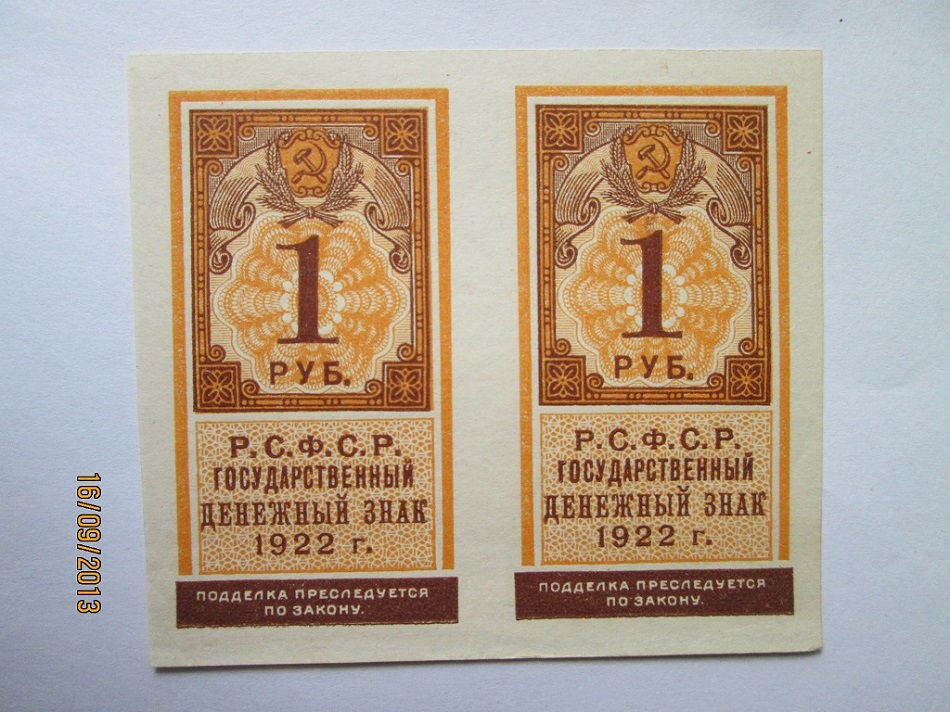 1
РУБ.
Р.С.Ф.С.Р.
ГОСУДАРСТВЕННЫЙ
ДЕНЕЖНЫЙ ЗНАК
1922 г.
ПОДДЕЛКА ПРЕСЛЕДУЕТСЯ
ПО ЗАКОНУ.
1
РУБ.
Р.С.Ф.С.Р.
ГОСУДАРСТВЕННЫЙ
ДЕНЕЖНЫЙ ЗНАК
1922 г.
ПОДДЕЛКА ПРЕСЛЕДУЕТСЯ
ПО ЗАКОНУ.
16/09/2013